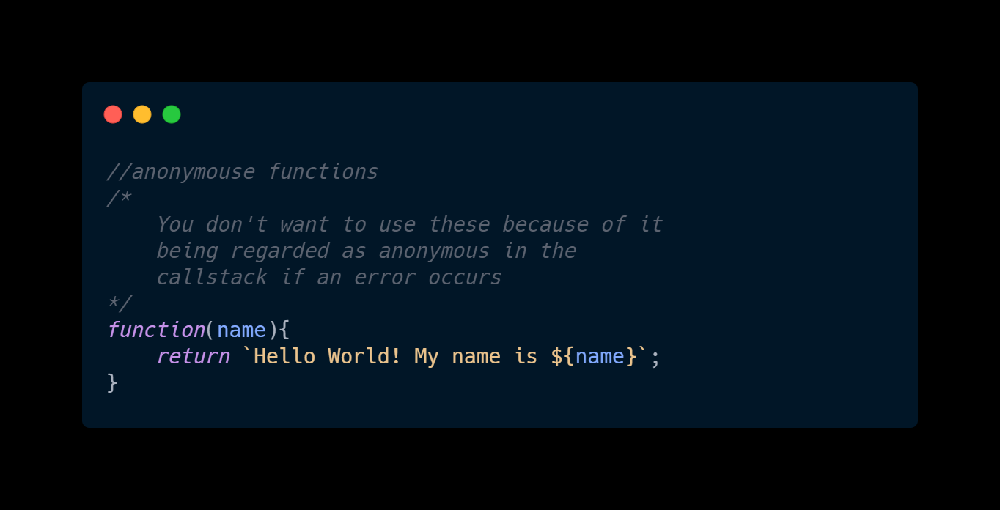 //anonymouse functions
/*
    You don't want to use these because of it
    being regarded as anonymous in the
    callstack if an error occurs
*/
function(name){
    return `Hello World! My name is ${name}`;
}